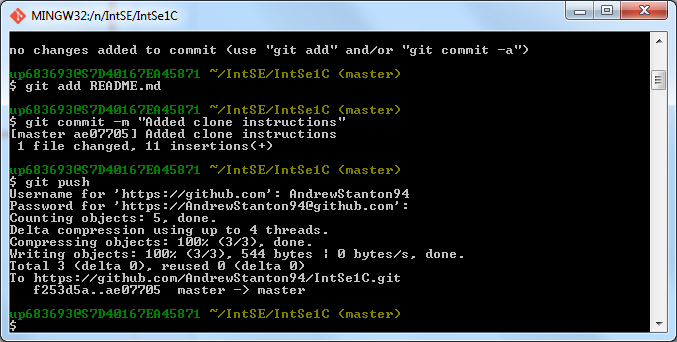 MINGW32:/n/IntSE/IntSe1C
no changes added to commit (use "git add" and/or "git commit -a")
up683693@S7D40167EA45871 ~/IntSE/IntSe1C (master)
$ git add README.md
up683693@S7D40167EA45871 ~/IntSE/IntSe1C (master)
$ git commit -m "Added clone instructions"
[master ae07705] Added clone instructions
 1 file changed, 11 insertions(+)
up683693@S7D40167EA45871 ~/IntSE/IntSe1C (master)
$ git push
Username for 'https://github.com': AndrewStanton94
Password for 'https://AndrewStanton94@github.com':
Counting objects: 5, done.
Delta compression using up to 4 threads.
Compressing objects: 100% (3/3), done.
Writing objects: 100% (3/3), 544 bytes | 0 bytes/s, done.
Total 3 (delta 0), reused 0 (delta 0)
To https://github.com/AndrewStanton94/IntSe1C.git
   f253d5a..ae07705  master -> master
up683693@S7D40167EA45871 ~/IntSE/IntSe1C (master)
$